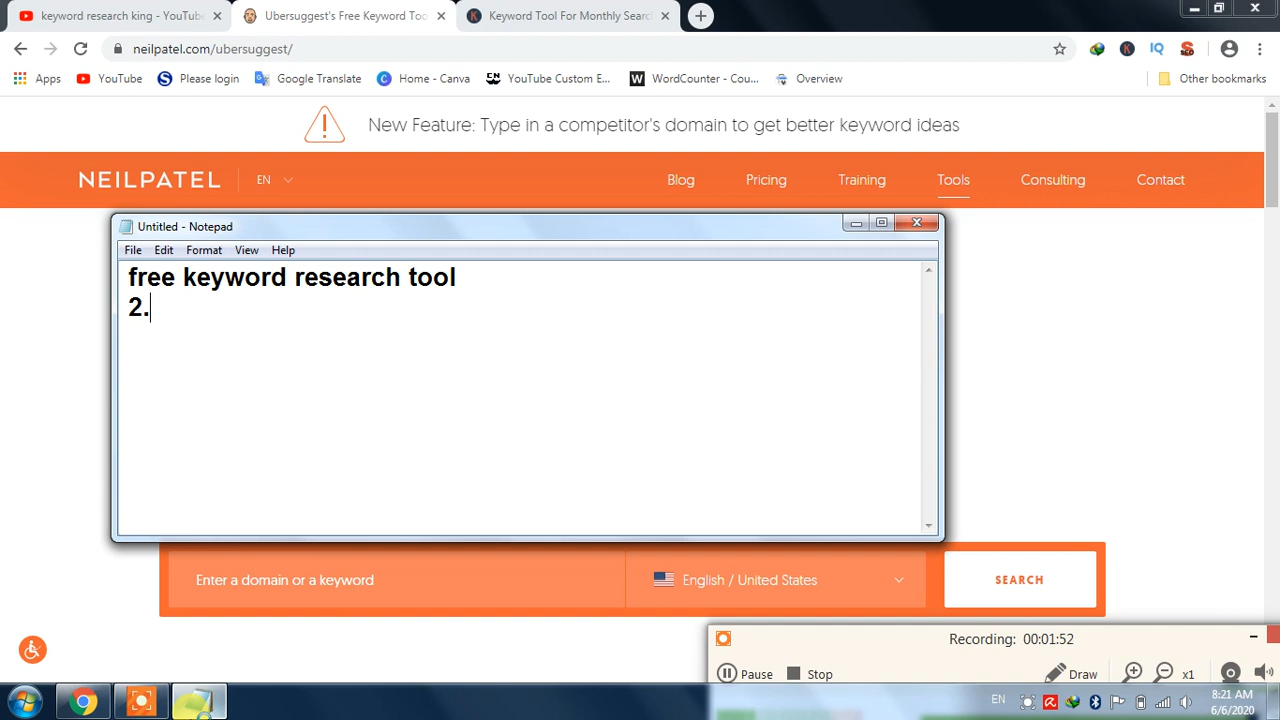 keyword research king - YouTube
Ubersuggest's Free Keyword Too
Keyword Tool For Monthly Searc
neilpatel.com/ubersuggest/
Apps
YouTube
Please login
Google Translate
Home - Canva
YouTube Custom E...
WordCounter - Cou...
Overview
Other bookmarks
New Feature: Type in a competitor's domain to get better keyword ideas
NEILPATEL
EN
Blog
Pricing
Training
Tools
Consulting
Contact
Untitled - Notepad
File
Edit
Format
View
Help
free keyword research tool
2.
Enter a domain or a keyword
English / United States
SEARCH
Recording: 00:01:52
Pause
Stop
Draw
x1
EN
8:21 AM
6/6/2020